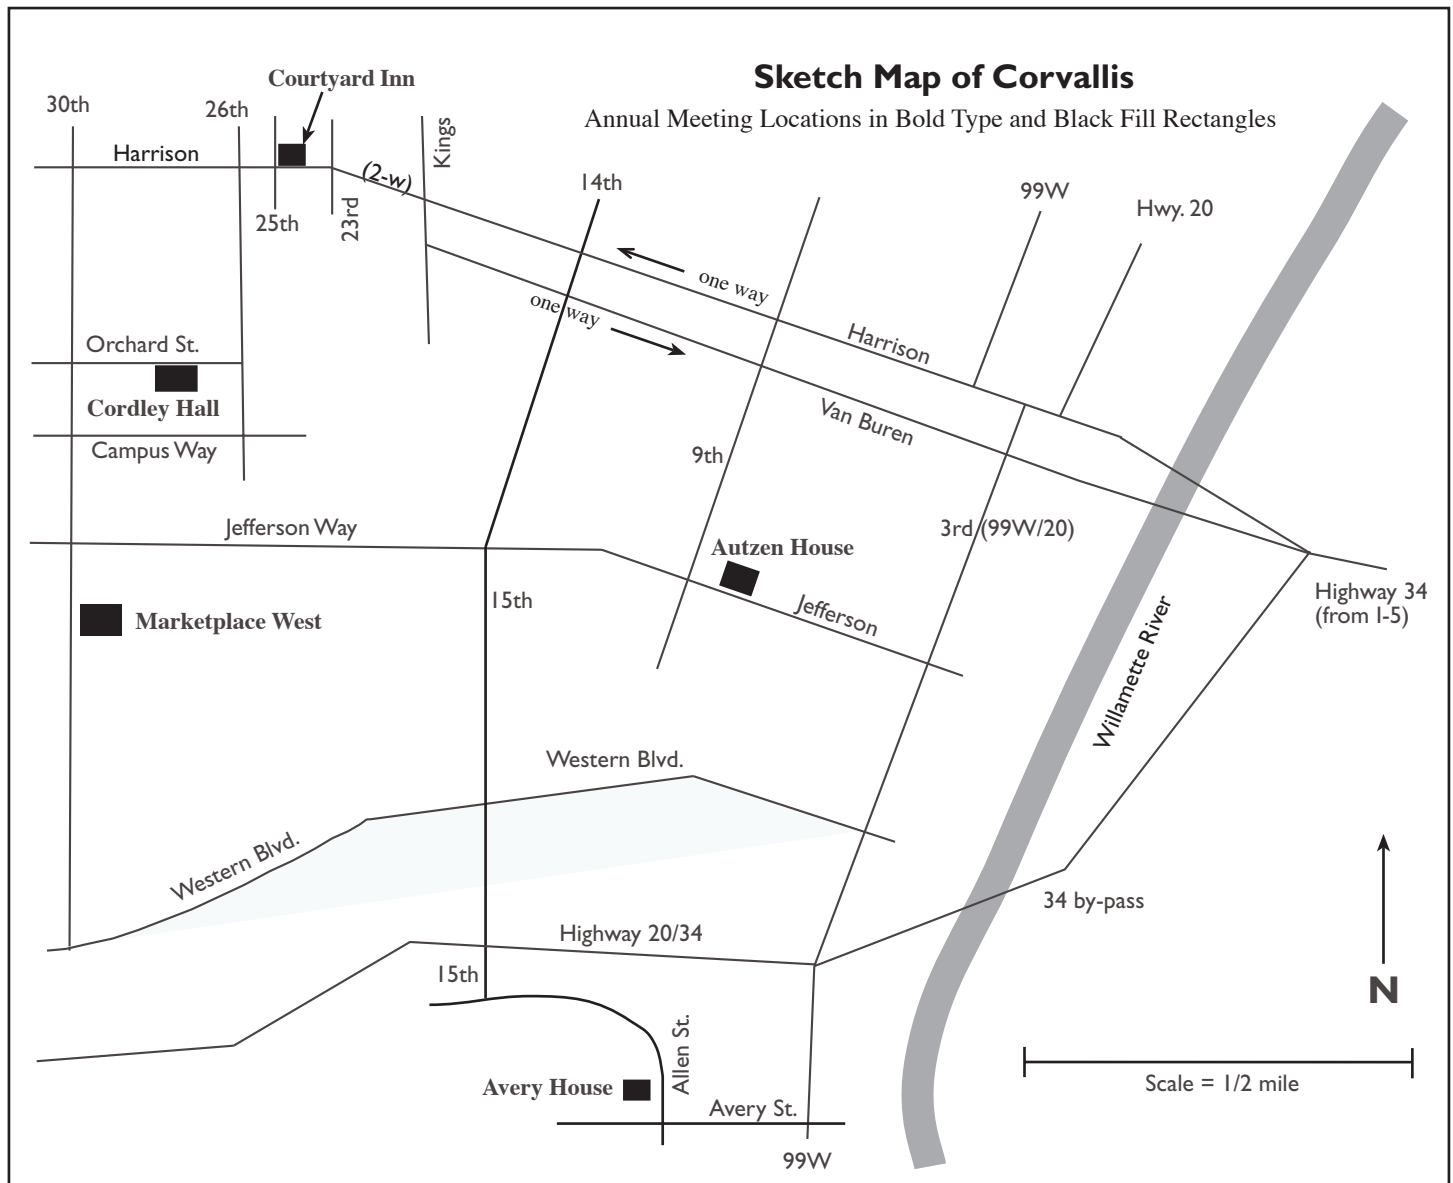 Sketch Map of Corvallis
Annual Meeting Locations in Bold Type and Black Fill Rectangles
Courtyard Inn
30th
26th
Kings
Harrison
(2-w)
14th
99W
Hwy. 20
25th
23rd
one way
one way
Harrison
Orchard St.
Cordley Hall
Van Buren
Campus Way
9th
Jefferson Way
3rd (99W/20)
Autzen House
15th
Jefferson
Highway 34
(from I-5)
Marketplace West
Willamette River
Western Blvd.
Western Blvd.
34 by-pass
Highway 20/34
15th
N
Allen St.
Avery House
Scale = 1/2 mile
Avery St.
99W